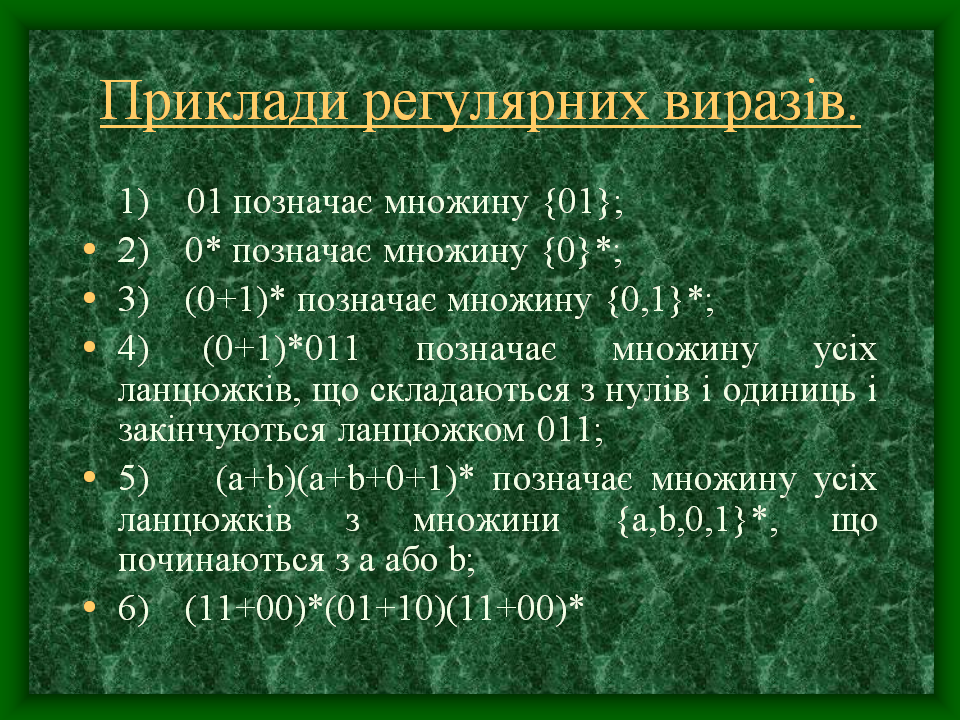 Приклади регулярних виразів.
1) 01 позначає множину {01};
• 2) 0* позначає множину {0}*;
• 3) (0+1)* позначає множину {0,1}*;
• 4) (0+1)*011 позначає множину усіх
ланцюжків, що складаються з нулів і одиниць і
закінчуються ланцюжком 011;
• 5) (a+b)(a+b+0+1)* позначає множину усіх
ланцюжків з множини {a,b,0,1}*, що
починаються з a або b;
• 6) (11+00)*(01+10)(11+00)*